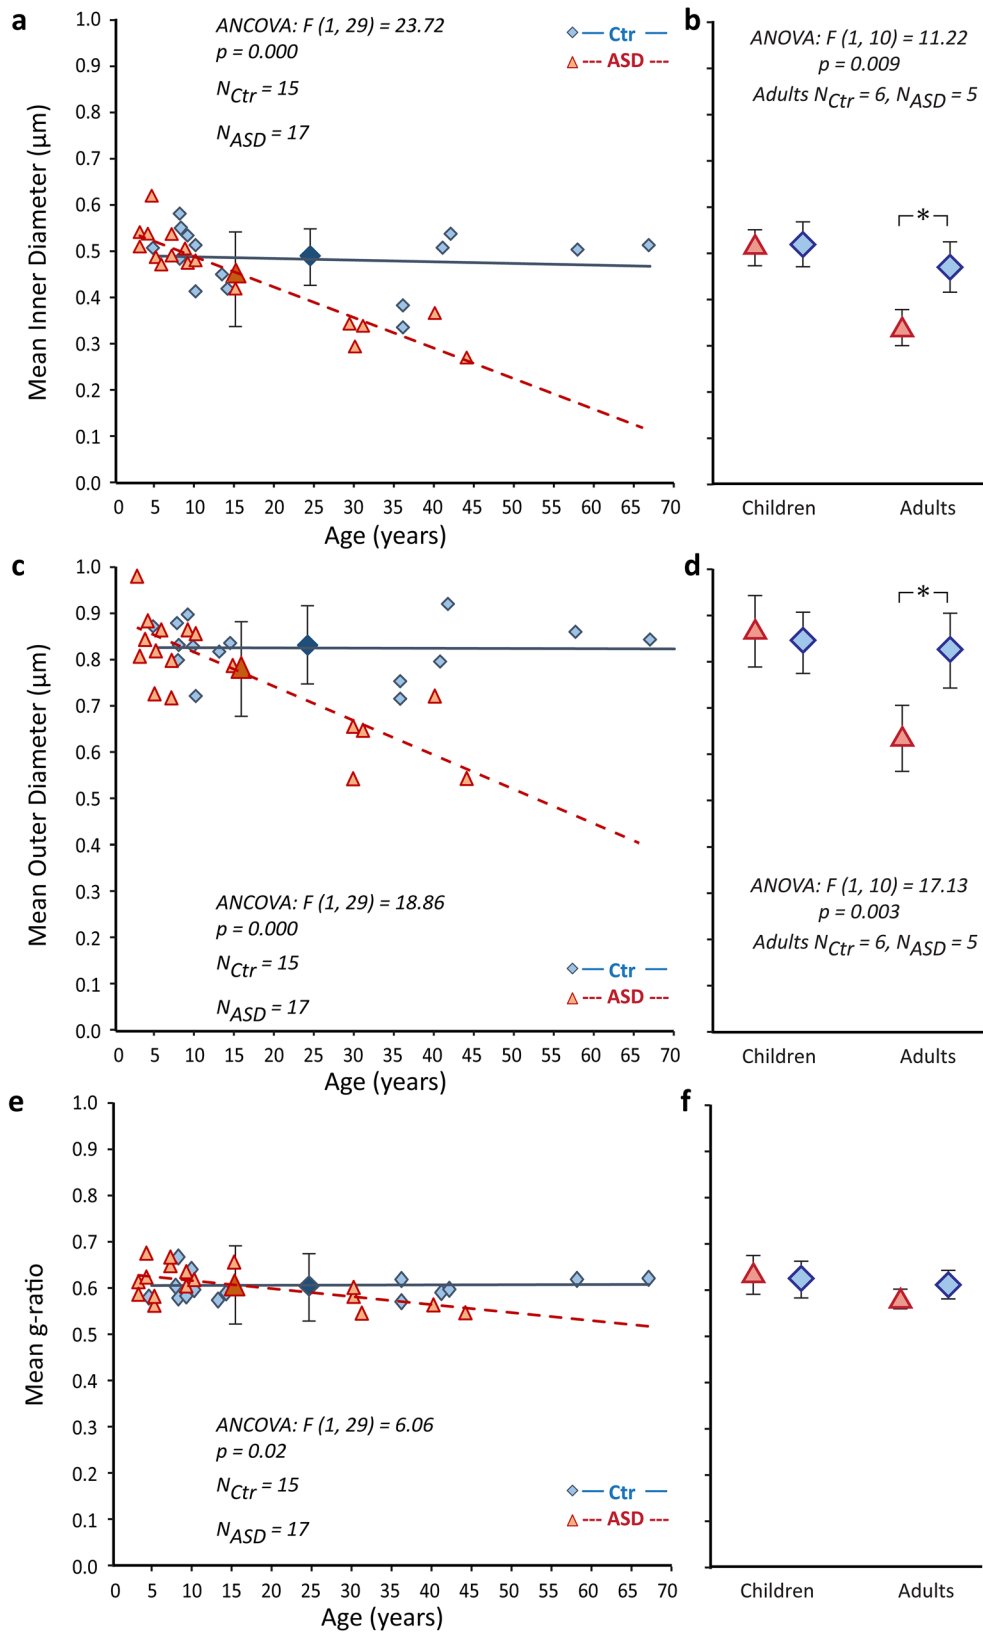 a
ANCOVA: F (1, 29) = 23.72
p = 0.000
NCtr = 15
NASD = 17
Ctr
ASD
Mean Inner Diameter (μm)
1.0
0.9
0.8
0.7
0.6
0.5
0.4
0.3
0.2
0.1
0.0
0 5 10 15 20 25 30 35 40 45 50 55 60 65 70
Age (years)
b
ANOVA: F (1, 10) = 11.22
p = 0.009
Adults NCtr = 6, NASD = 5
*
Children Adults
c
Mean Outer Diameter (μm)
1.0
0.9
0.8
0.7
0.6
0.5
0.4
0.3
0.2
0.1
0.0
ANCOVA: F (1, 29) = 18.86
p = 0.000
NCtr = 15
NASD = 17
Ctr
ASD
0 5 10 15 20 25 30 35 40 45 50 55 60 65 70
Age (years)
d
*
ANOVA: F (1, 10) = 17.13
p = 0.003
Adults NCtr = 6, NASD = 5
Children Adults
e
Mean g-ratio
1.0
0.9
0.8
0.7
0.6
0.5
0.4
0.3
0.2
0.1
0.0
ANCOVA: F (1, 29) = 6.06
p = 0.02
NCtr = 15
NASD = 17
Ctr
ASD
0 5 10 15 20 25 30 35 40 45 50 55 60 65 70
Age (years)
f
Children Adults